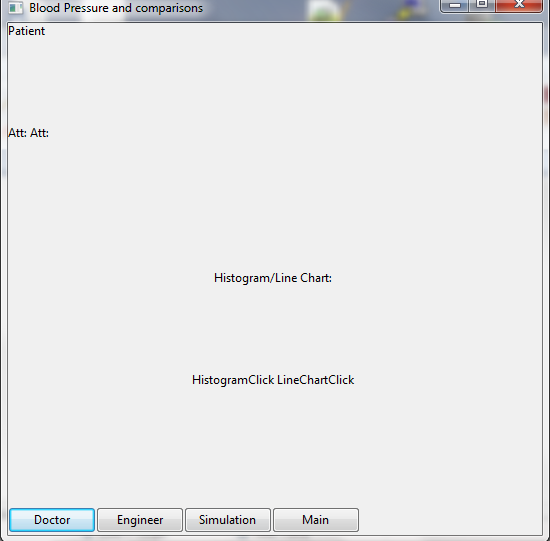 Blood Pressure and comparisons
Patient
Att: Att:
Histogram/Line Chart:
HistogramClick LineChartClick
Doctor Engineer Simulation Main